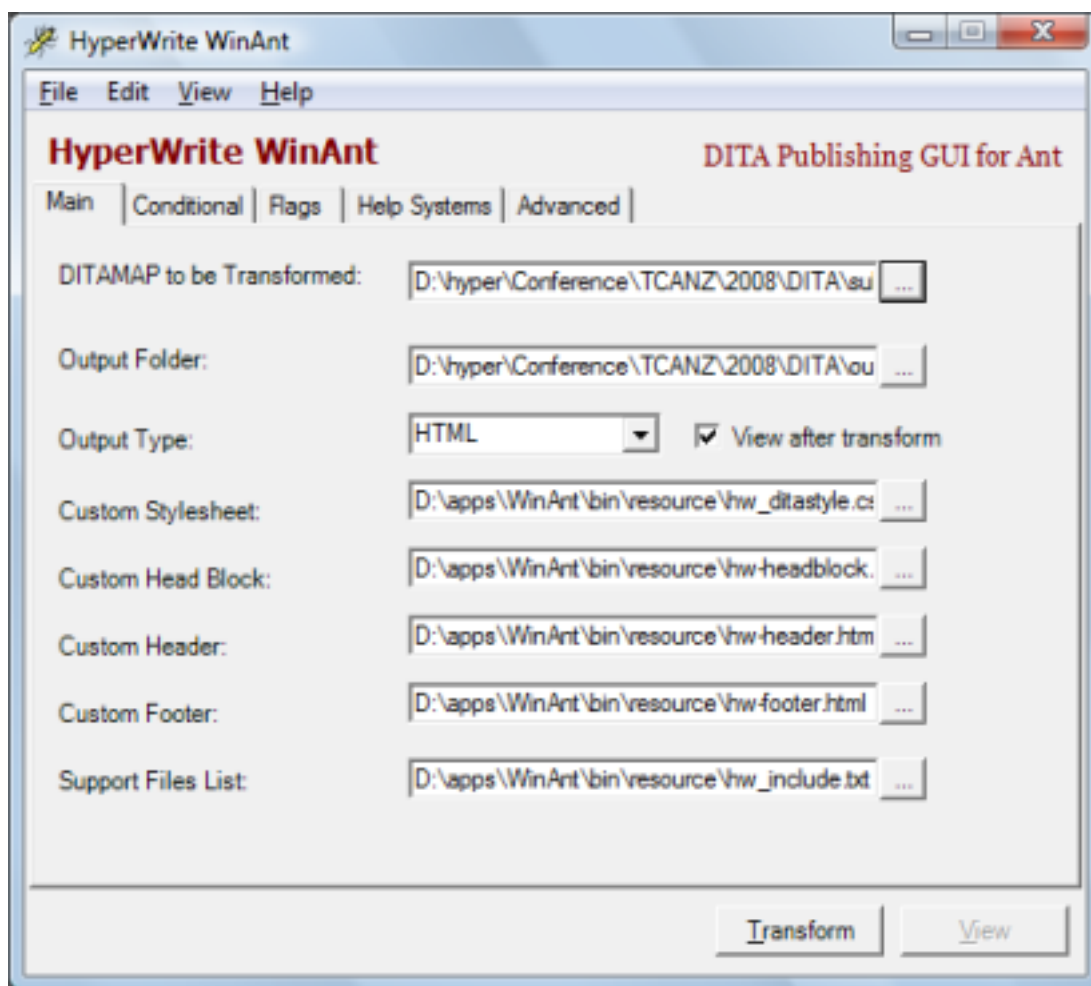 HyperWrite WinAnt
File Edit View Help
HyperWrite WinAnt DITA Publishing GUI for Ant
Main Conditional Flags Help Systems Advanced
DITAMAP to be Transformed: D:\hyper\Conference\TCANZ\2008\DITA\su ...
Output Folder: D:\hyper\Conference\TCANZ\2008\DITA\ou ...
Output Type: HTML View after transform
Custom Stylesheet: D:\apps\WinAnt\bin\resource\hw_ditastyle.cs ...
Custom Head Block: D:\apps\WinAnt\bin\resource\hw-headblock. ...
Custom Header: D:\apps\WinAnt\bin\resource\hw-header.htm ...
Custom Footer: D:\apps\WinAnt\bin\resource\hw-footer.html ...
Support Files List: D:\apps\WinAnt\bin\resource\hw_include.txt ...
Transform View